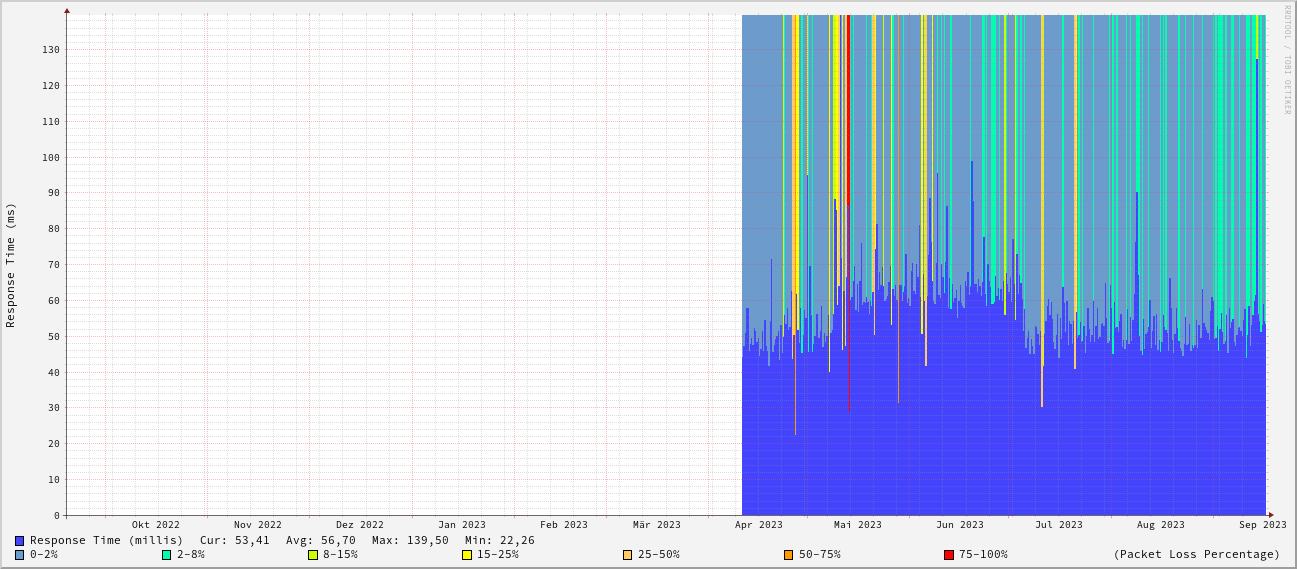 RRDTOOL / TOBI OETIKER
Response Time (ms)
130
120
110
100
90
80
70
60
50
40
30
20
10
0
Okt 2022 Nov 2022 Dez 2022 Jan 2023 Feb 2023 Mär 2023 Apr 2023 Mai 2023 Jun 2023 Jul 2023 Aug 2023 Sep 2023
Response Time (millis) Cur: 53,41 Avg: 56,70 Max: 139,50 Min: 22,26
0-2% 2-8% 8-15% 15-25% 25-50% 50-75% 75-100% (Packet Loss Percentage)